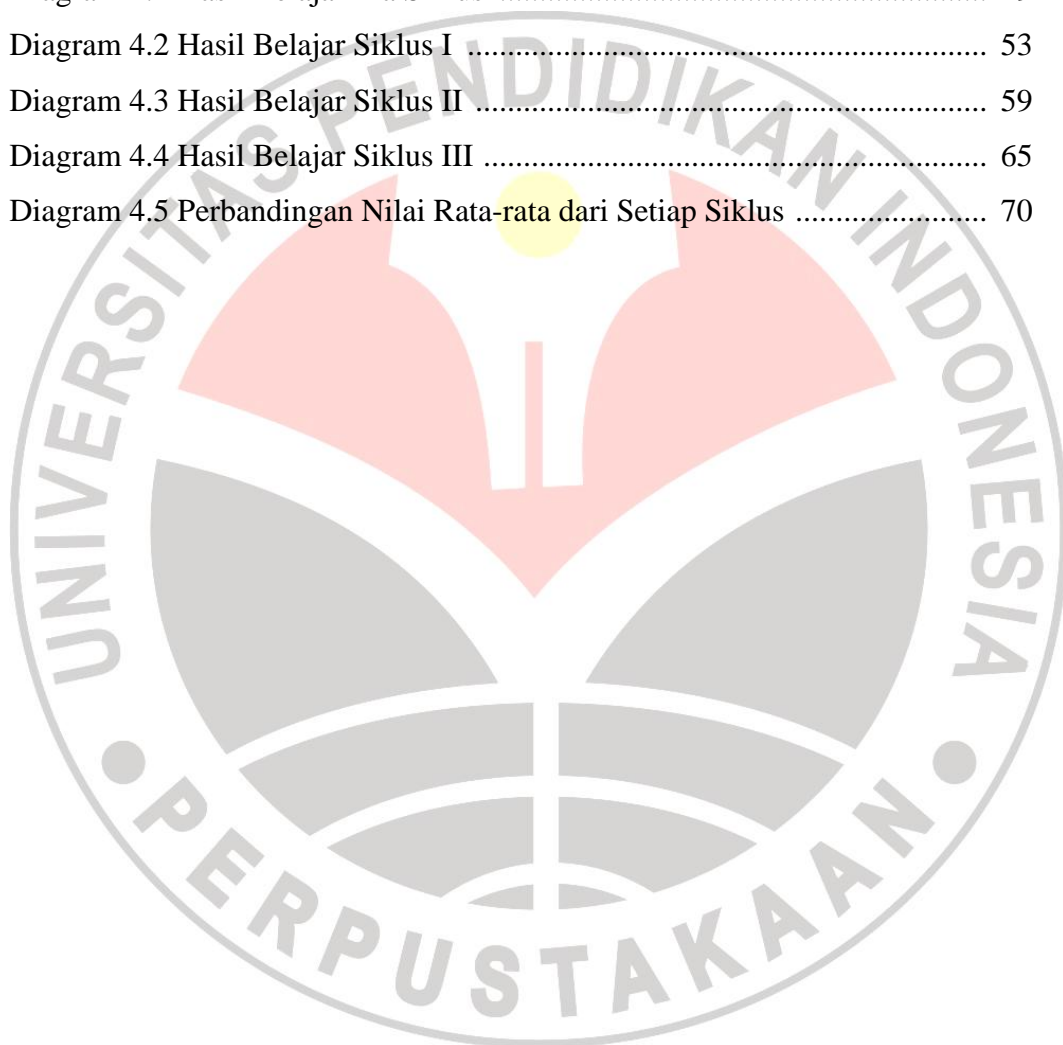 Diagram 4.2 Hasil Belajar Siklus I ........................................................................ 53
Diagram 4.3 Hasil Belajar Siklus II ....................................................................... 59
Diagram 4.4 Hasil Belajar Siklus III ...................................................................... 65
Diagram 4.5 Perbandingan Nilai Rata-rata dari Setiap Siklus ....................... 70
UNIVERSITAS PENDIDIKAN INDONESIA
• PERPUSTAKAAN •